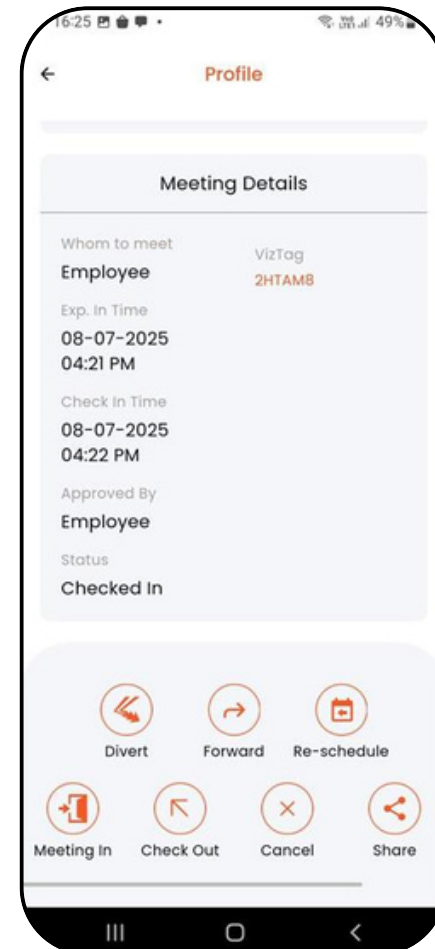 16:25
49%
Profile
Meeting Details
Whom to meet
Employee
VizTag
2HTAM8
Exp. In Time
08-07-2025
04:21 PM
Check In Time
08-07-2025
04:22 PM
Approved By
Employee
Status
Checked In
Divert Forward Re-schedule
Meeting In Check Out Cancel Share